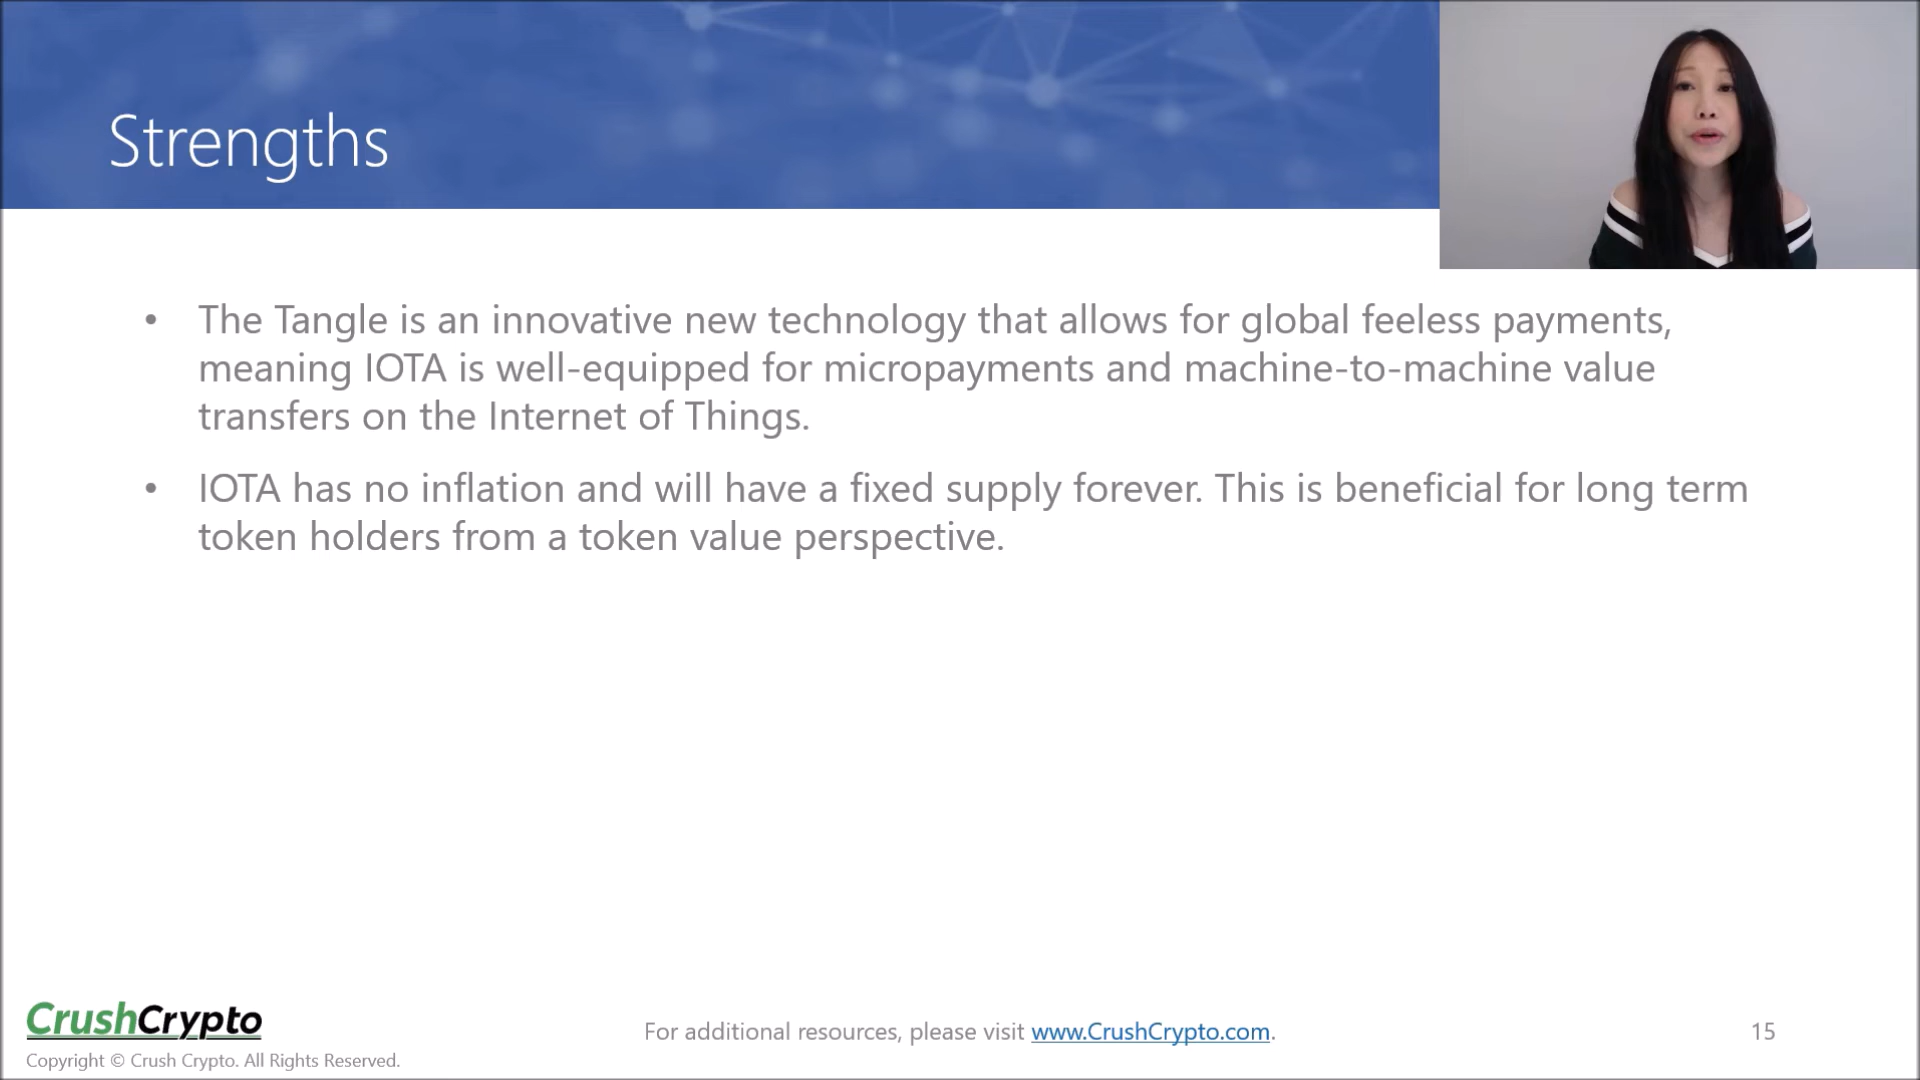 Strengths
• The Tangle is an innovative new technology that allows for global feeless payments,
meaning IOTA is well-equipped for micropayments and machine-to-machine value
transfers on the Internet of Things.
• IOTA has no inflation and will have a fixed supply forever. This is beneficial for long term
token holders from a token value perspective.
CrushCrypto
Copyright © Crush Crypto. All Rights Reserved.
For additional resources, please visit www.CrushCrypto.com.
15